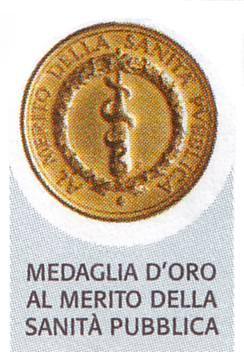 AL MERITO DELLA SANITÀ PUBBLICA
MEDAGLIA D'ORO
AL MERITO DELLA
SANITÀ PUBBLICA